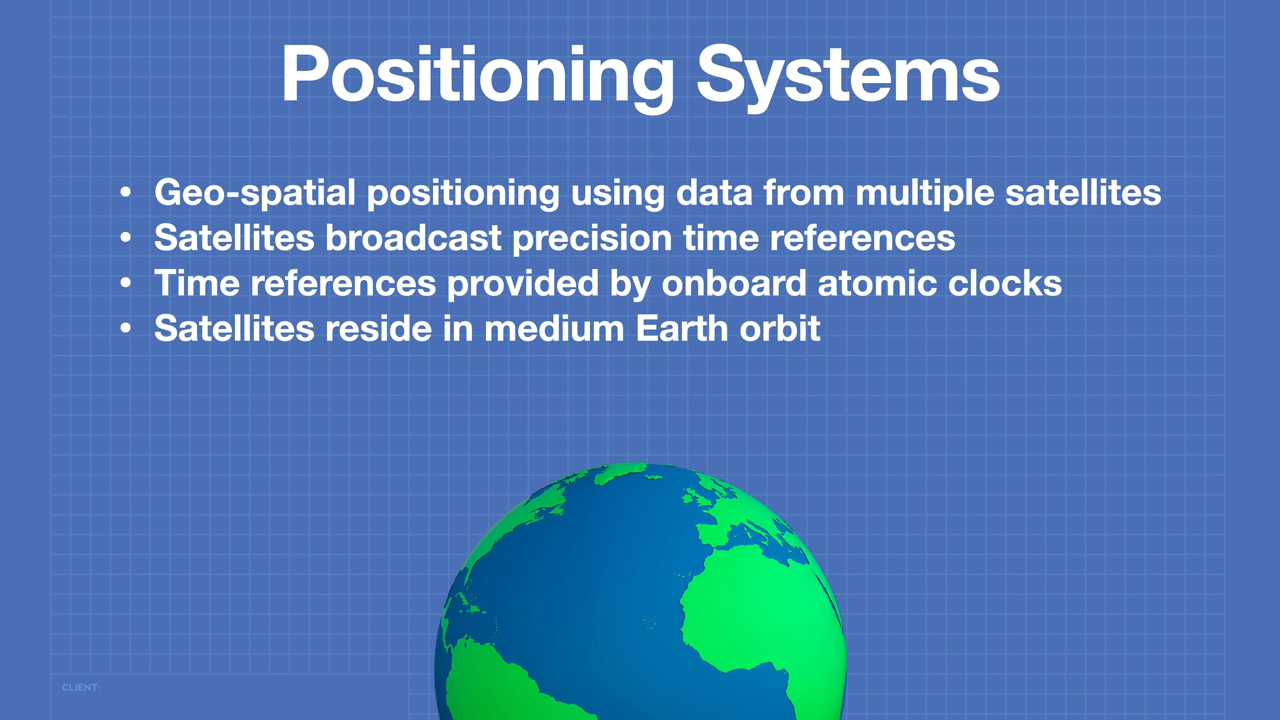 Positioning Systems
• Geo-spatial positioning using data from multiple satellites
• Satellites broadcast precision time references
• Time references provided by onboard atomic clocks
• Satellites reside in medium Earth orbit
CLIENT: